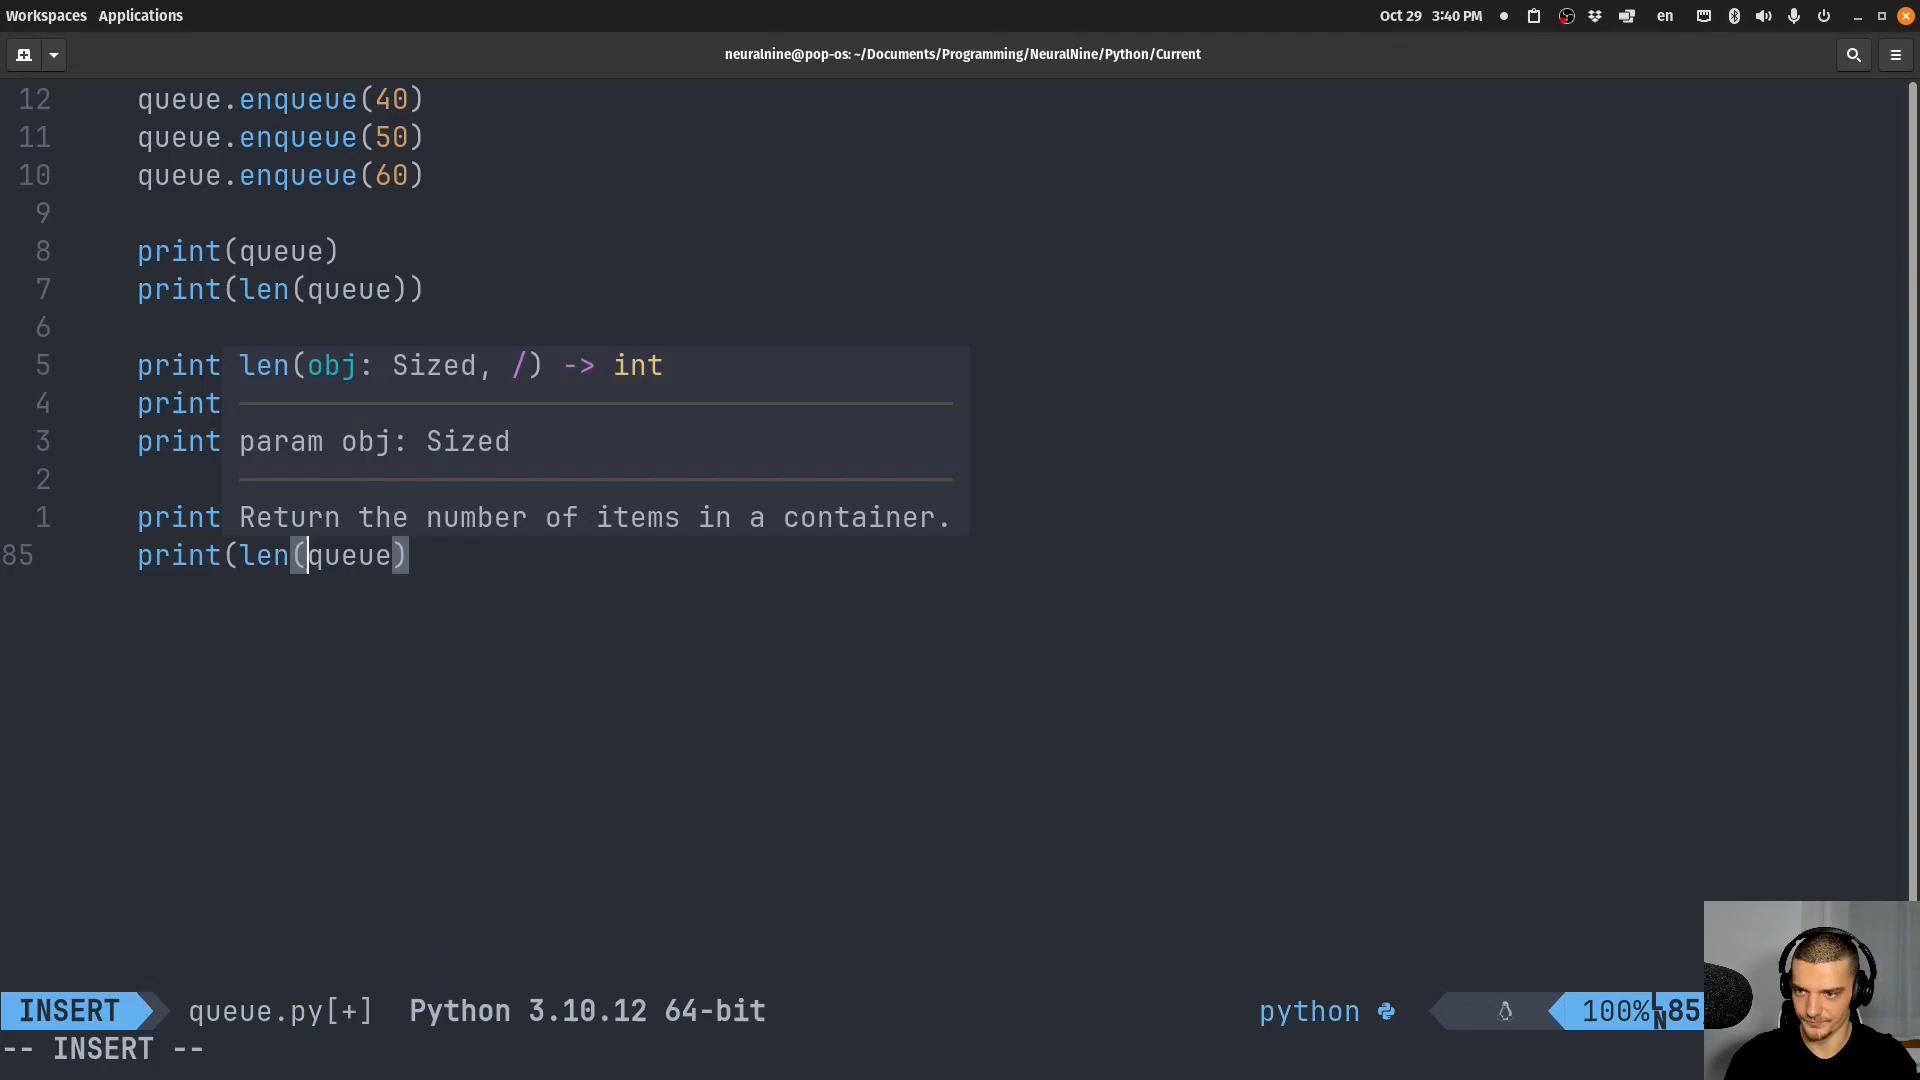 Workspaces Applications
Oct 29 3:40 PM
en
neuralnine@pop-os: ~/Documents/Programming/NeuralNine/Python/Current
12 queue.enqueue(40)
11 queue.enqueue(50)
10 queue.enqueue(60)
9
8 print(queue)
7 print(len(queue))
6
5 print len(obj: Sized, /) -> int
4 print
3 print param obj: Sized
2
1 print Return the number of items in a container.
85 print(len(queue)
INSERT queue.py[+] Python 3.10.12 64-bit python 100% LN 85
-- INSERT --